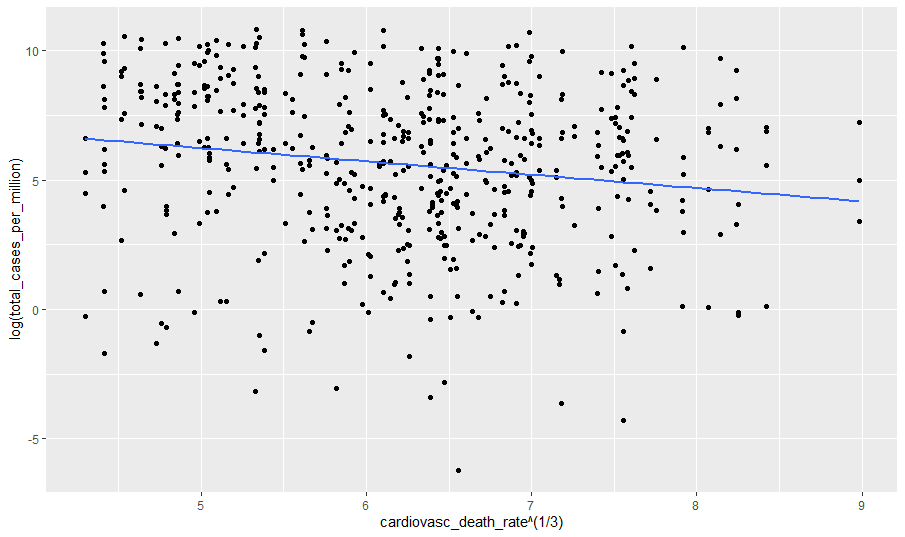 10
5
0
-5
log(total_cases_per_million)
5 6 7 8 9
cardiovasc_death_rate^(1/3)